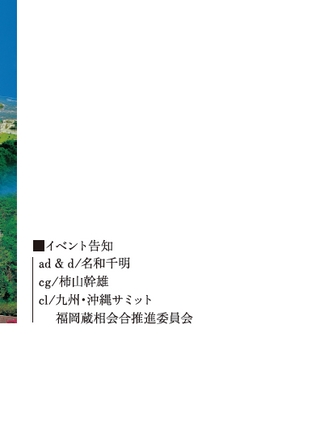 ■イベント告知
ad & d/名和千明
cg/柿山幹雄
cl/九州・沖縄サミット
福岡蔵相会合推進委員会